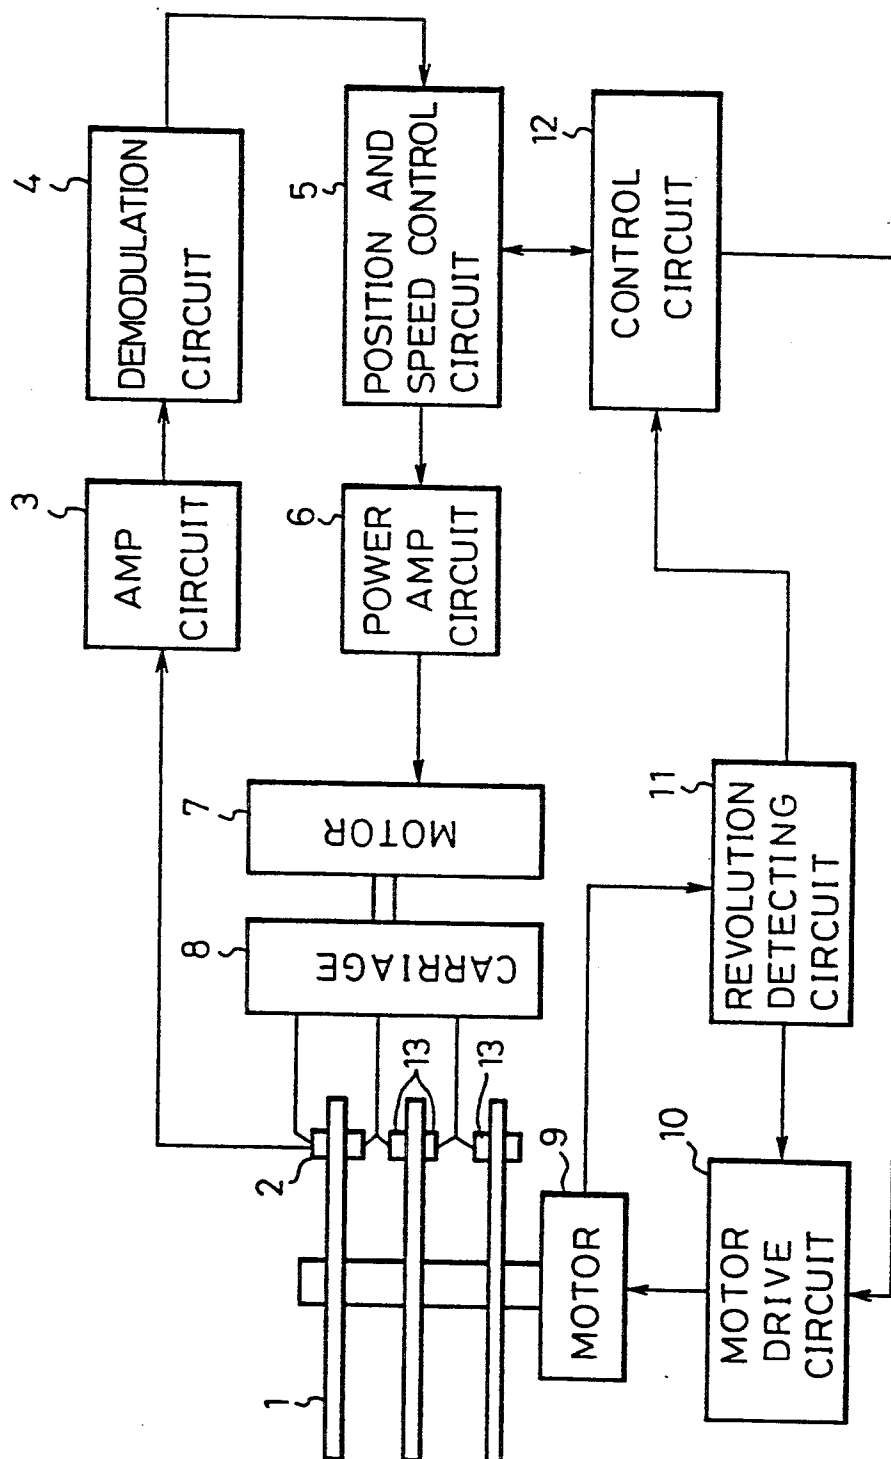 3
AMP
CIRCUIT
4
DEMODULATION
CIRCUIT
7
MOTOR
6
POWER
AMP
CIRCUIT
5
POSITION AND
SPEED CONTROL
CIRCUIT
8
CARRIAGE
2
13
13
1
9
MOTOR
12
CONTROL
CIRCUIT
10
MOTOR
DRIVE
CIRCUIT
11
REVOLUTION
DETECTING
CIRCUIT